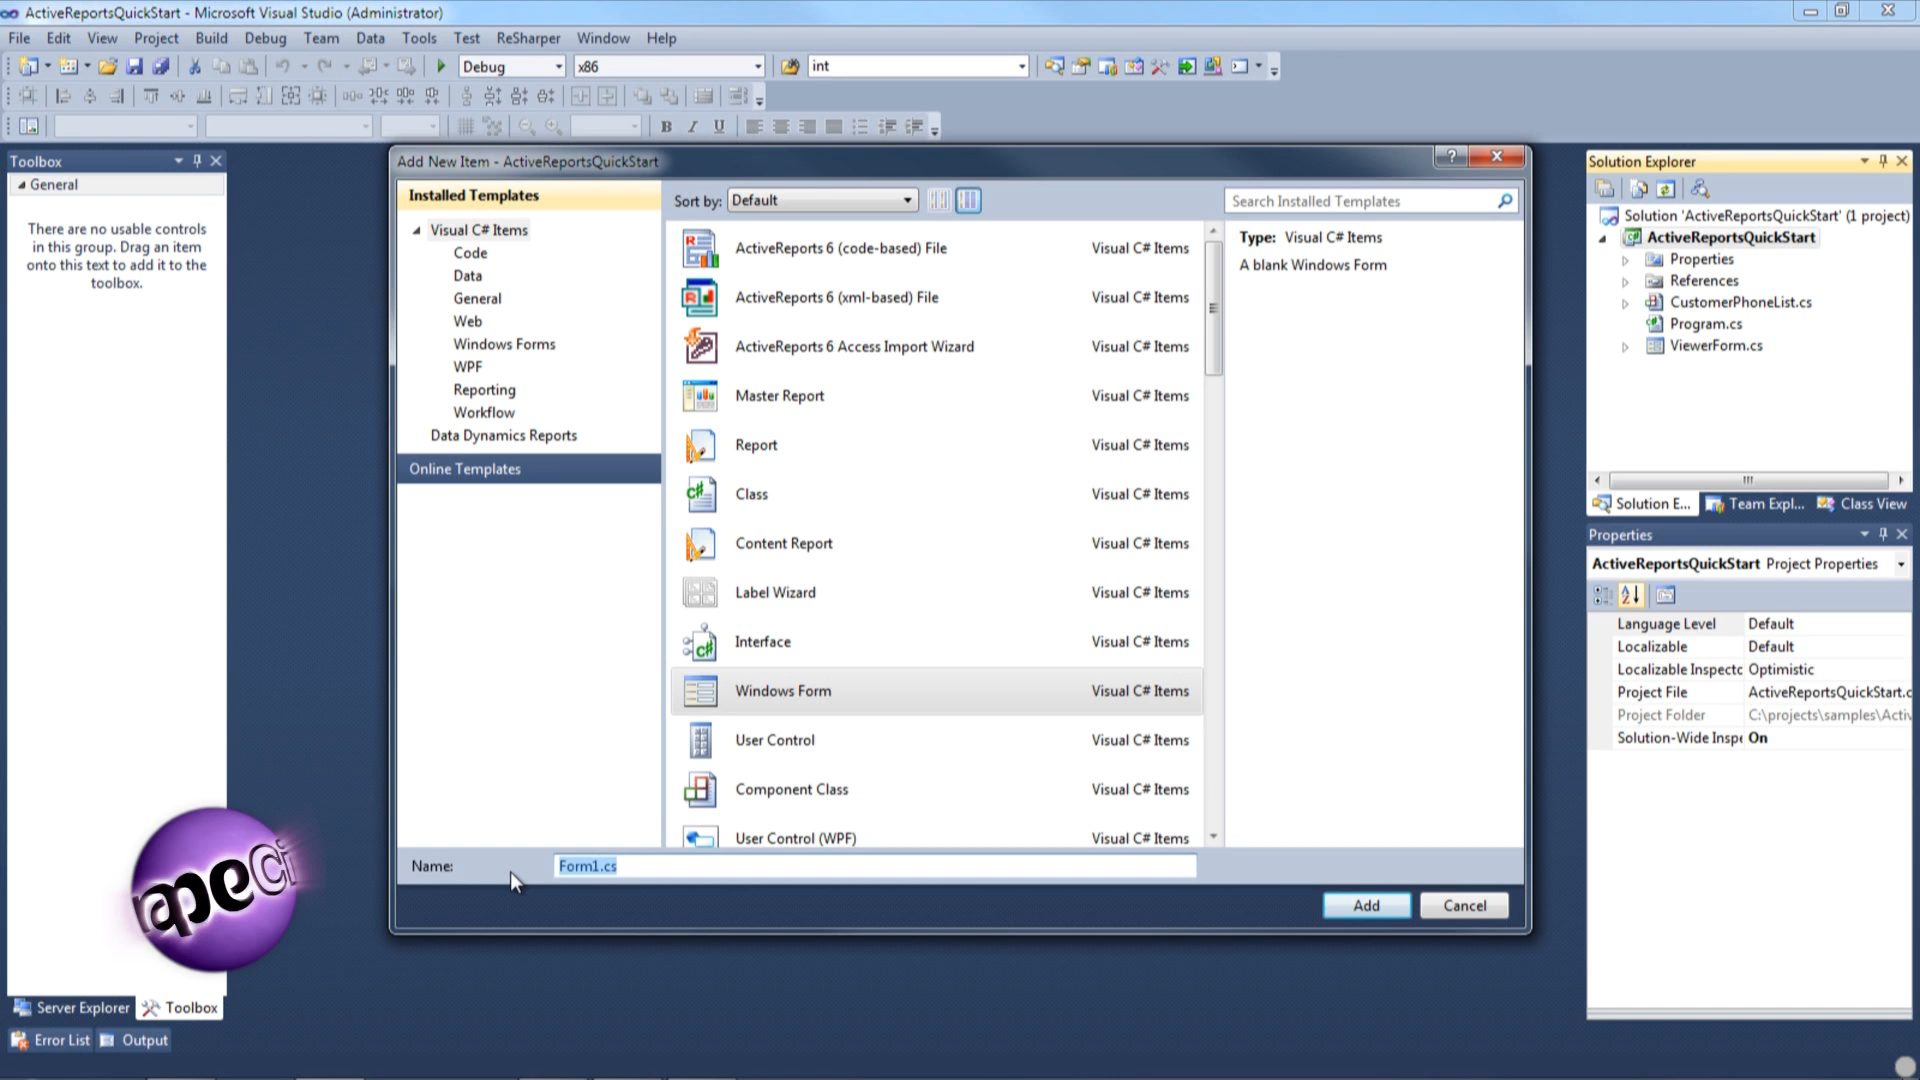 ActiveReportsQuickStart - Microsoft Visual Studio (Administrator)
File Edit View Project Build Debug Team Data Tools Test ReSharper Window Help
Debug x86 int
Toolbox
General
There are no usable controls
in this group. Drag an item
onto this text to add it to the
toolbox.
Server Explorer Toolbox
Error List Output
Add New Item - ActiveReportsQuickStart
Installed Templates
Visual C# Items
Code
Data
General
Web
Windows Forms
WPF
Reporting
Workflow
Data Dynamics Reports
Online Templates
Sort by: Default
Search Installed Templates
ActiveReports 6 (code-based) File Visual C# Items
ActiveReports 6 (xml-based) File Visual C# Items
ActiveReports 6 Access Import Wizard Visual C# Items
Master Report Visual C# Items
Report Visual C# Items
Class Visual C# Items
Content Report Visual C# Items
Label Wizard Visual C# Items
Interface Visual C# Items
Windows Form Visual C# Items
User Control Visual C# Items
Component Class Visual C# Items
User Control (WPF) Visual C# Items
Type: Visual C# Items
A blank Windows Form
Name: Form1.cs
Add Cancel
Solution Explorer
Solution 'ActiveReportsQuickStart' (1 project)
ActiveReportsQuickStart
Properties
References
CustomerPhoneList.cs
Program.cs
ViewerForm.cs
Solution E... Team Expl... Class View
Properties
ActiveReportsQuickStart Project Properties
Language Level Default
Localizable Default
Localizable Inspectc Optimistic
Project File ActiveReportsQuickStart.c
Project Folder C:\projects\samples\Activ
Solution-Wide Inspe On
apeCi